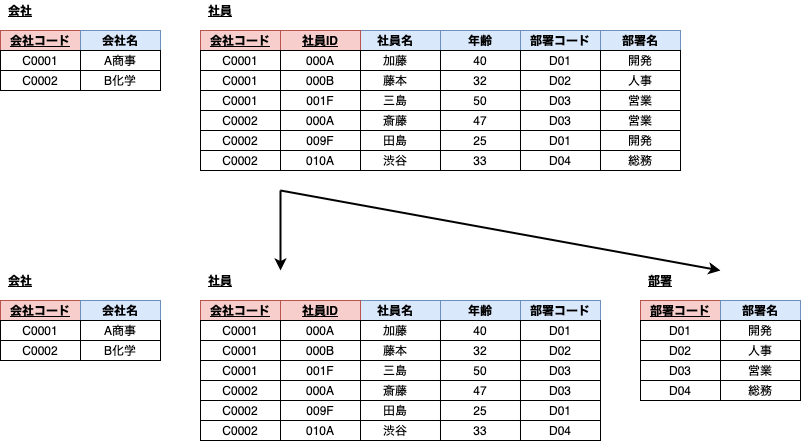 会社 社員
会社コード 会社名 会社コード 社員ID 社員名 年齢 部署コード 部署名
C0001 A商事 C0001 000A 加藤 40 D01 開発
C0002 B化学 C0001 000B 藤本 32 D02 人事
C0001 001F 三島 50 D03 営業
C0002 000A 斎藤 47 D03 営業
C0002 009F 田島 25 D01 開発
C0002 010A 渋谷 33 D04 総務
会社 社員 部署
会社コード 会社名 会社コード 社員ID 社員名 年齢 部署コード 部署コード 部署名
C0001 A商事 C0001 000A 加藤 40 D01 D01 開発
C0002 B化学 C0001 000B 藤本 32 D02 D02 人事
C0001 001F 三島 50 D03 D03 営業
C0002 000A 斎藤 47 D03 D04 総務
C0002 009F 田島 25 D01
C0002 010A 渋谷 33 D04